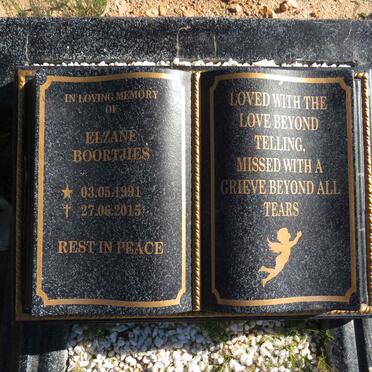 IN LOVING MEMORY
OF
ELZANÉ
BOORTJIES
★ 03.05.1991
† 27.06.2015
REST IN PEACE
LOVED WITH THE
LOVE BEYOND
TELLING,
MISSED WITH A
GRIEVE BEYOND ALL
TEARS